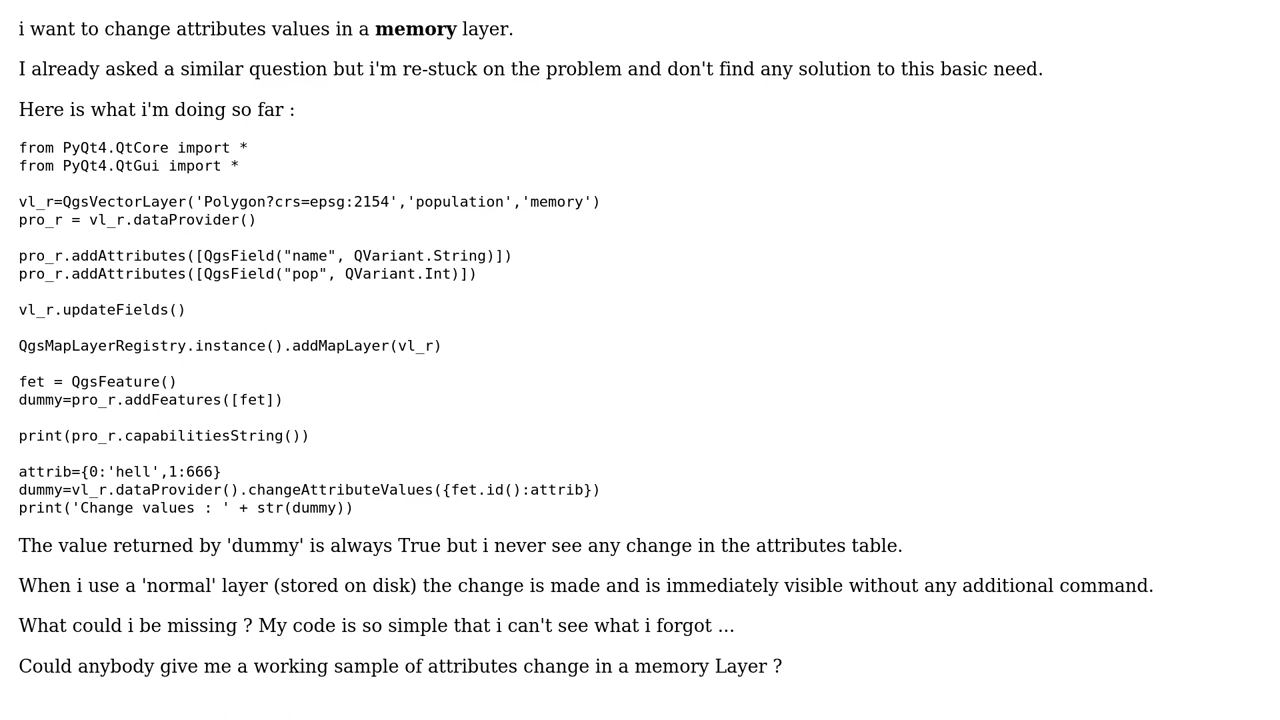 i want to change attributes values in a memory layer.
I already asked a similar question but i'm re-stuck on the problem and don't find any solution to this basic need.
Here is what i'm doing so far :
from PyQt4.QtCore import *
from PyQt4.QtGui import *
vl_r=QgsVectorLayer('Polygon?crs=epsg:2154','population','memory')
pro_r = vl_r.dataProvider()
pro_r.addAttributes([QgsField("name", QVariant.String)])
pro_r.addAttributes([QgsField("pop", QVariant.Int)])
vl_r.updateFields()
QgsMapLayerRegistry.instance().addMapLayer(vl_r)
fet = QgsFeature()
dummy=pro_r.addFeatures([fet])
print(pro_r.capabilitiesString())
attrib={0:'hell',1:666}
dummy=vl_r.dataProvider().changeAttributeValues({fet.id():attrib})
print('Change values : ' + str(dummy))
The value returned by 'dummy' is always True but i never see any change in the attributes table.
When i use a 'normal' layer (stored on disk) the change is made and is immediately visible without any additional command.
What could i be missing ? My code is so simple that i can't see what i forgot ...
Could anybody give me a working sample of attributes change in a memory Layer ?